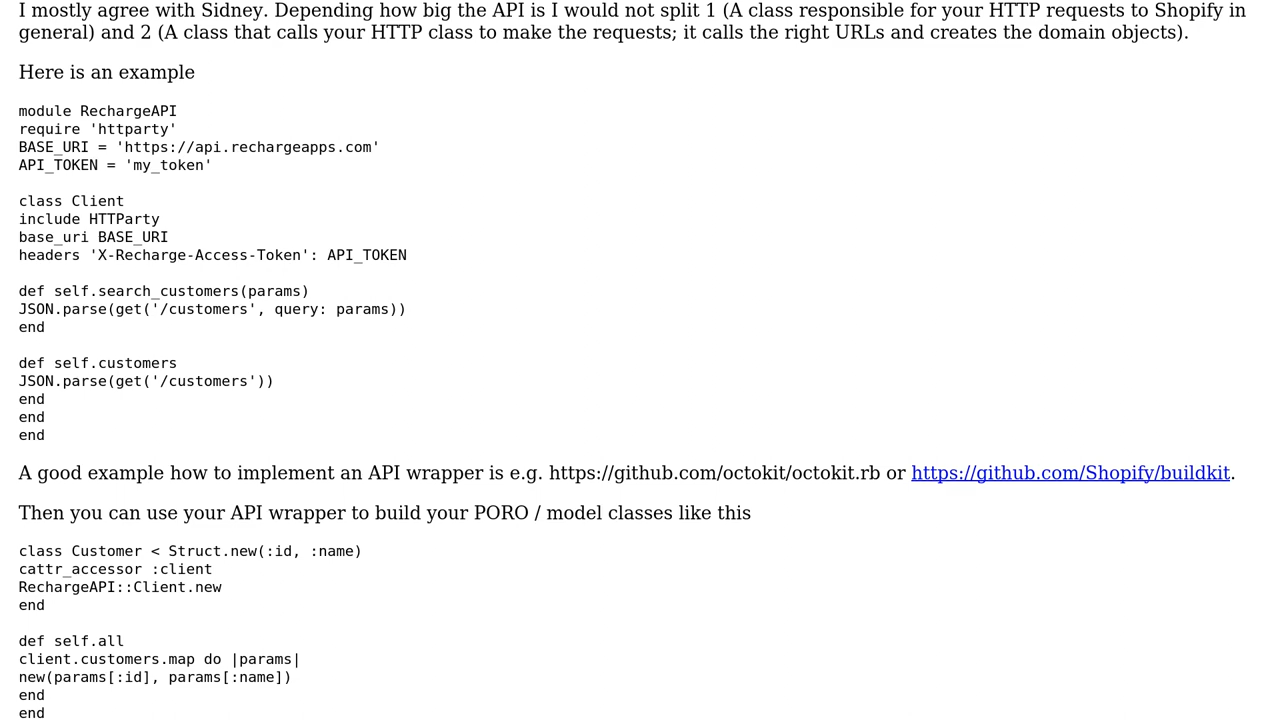 I mostly agree with Sidney. Depending how big the API is I would not split 1 (A class responsible for your HTTP requests to Shopify in
general) and 2 (A class that calls your HTTP class to make the requests; it calls the right URLs and creates the domain objects).
Here is an example
module RechargeAPI
require 'httparty'
BASE_URI = 'https://api.rechargeapps.com'
API_TOKEN = 'my_token'
class Client
include HTTParty
base_uri BASE_URI
headers 'X-Recharge-Access-Token': API_TOKEN
def self.search_customers(params)
JSON.parse(get('/customers', query: params))
end
def self.customers
JSON.parse(get('/customers'))
end
end
end
A good example how to implement an API wrapper is e.g. https://github.com/octokit/octokit.rb or https://github.com/Shopify/buildkit.
Then you can use your API wrapper to build your PORO / model classes like this
class Customer < Struct.new(:id, :name)
cattr_accessor :client
RechargeAPI::Client.new
end
def self.all
client.customers.map do |params|
new(params[:id], params[:name])
end
end